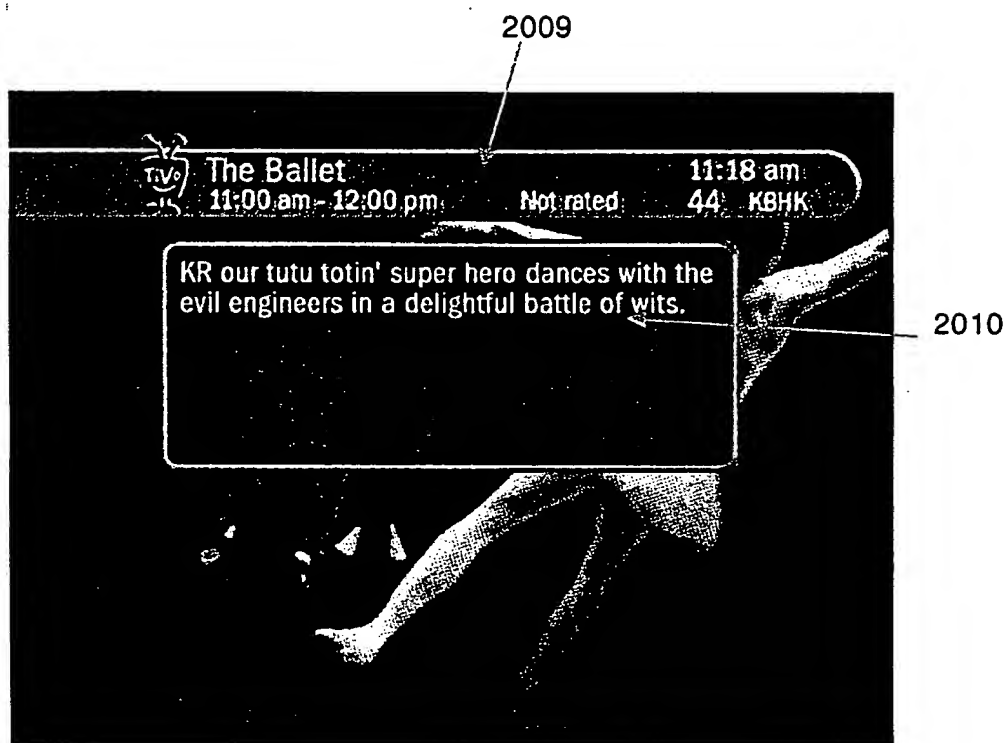 2009
TiVo The Ballet 11:18 am
11:00 am - 12:00 pm Not rated 44 KBHK
KR our tutu totin' super hero dances with the
evil engineers in a delightful battle of wits.
2010